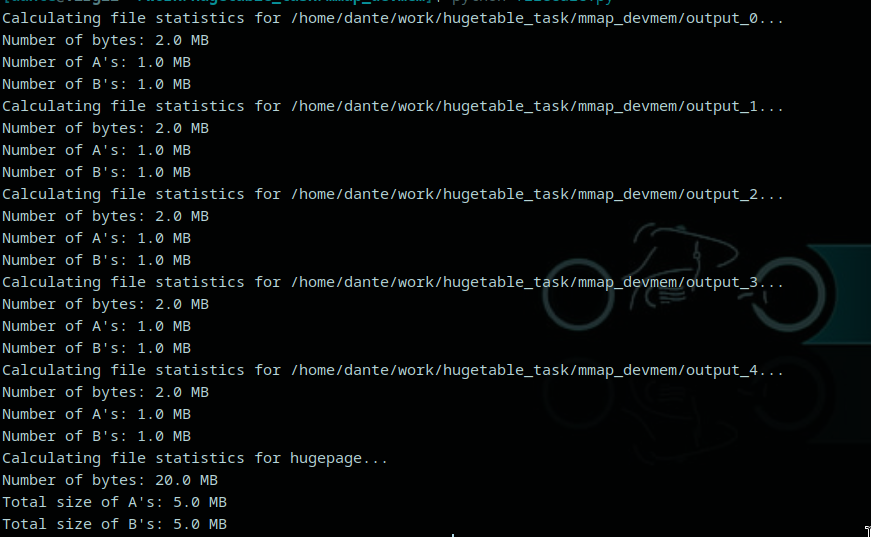 Calculating file statistics for /home/dante/work/hugetable_task/mmap_devmem/output_0...
Number of bytes: 2.0 MB
Number of A's: 1.0 MB
Number of B's: 1.0 MB
Calculating file statistics for /home/dante/work/hugetable_task/mmap_devmem/output_1...
Number of bytes: 2.0 MB
Number of A's: 1.0 MB
Number of B's: 1.0 MB
Calculating file statistics for /home/dante/work/hugetable_task/mmap_devmem/output_2...
Number of bytes: 2.0 MB
Number of A's: 1.0 MB
Number of B's: 1.0 MB
Calculating file statistics for /home/dante/work/hugetable_task/mmap_devmem/output_3...
Number of bytes: 2.0 MB
Number of A's: 1.0 MB
Number of B's: 1.0 MB
Calculating file statistics for /home/dante/work/hugetable_task/mmap_devmem/output_4...
Number of bytes: 2.0 MB
Number of A's: 1.0 MB
Number of B's: 1.0 MB
Calculating file statistics for hugepage...
Number of bytes: 20.0 MB
Total size of A's: 5.0 MB
Total size of B's: 5.0 MB